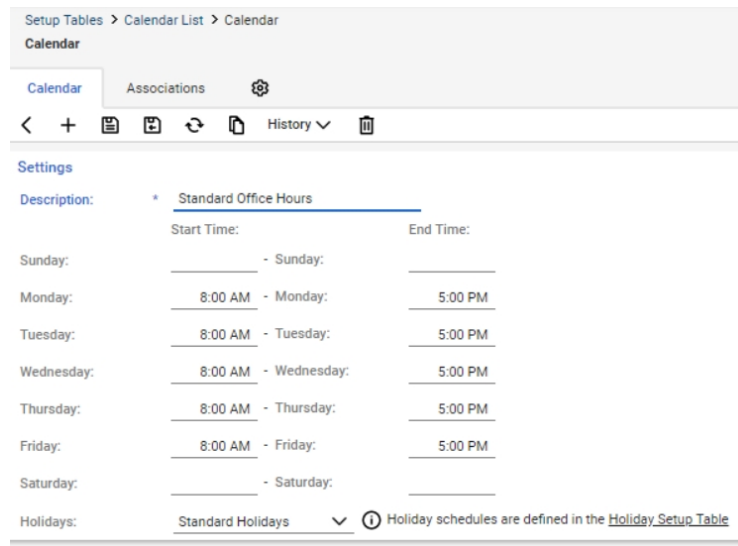 Setup Tables > Calendar List > Calendar
Calendar
Calendar Associations
History
Settings
Description: * Standard Office Hours
Start Time: End Time:
Sunday: - Sunday:
Monday: 8:00 AM - Monday: 5:00 PM
Tuesday: 8:00 AM - Tuesday: 5:00 PM
Wednesday: 8:00 AM - Wednesday: 5:00 PM
Thursday: 8:00 AM - Thursday: 5:00 PM
Friday: 8:00 AM - Friday: 5:00 PM
Saturday: - Saturday:
Holidays: Standard Holidays Holiday schedules are defined in the Holiday Setup Table